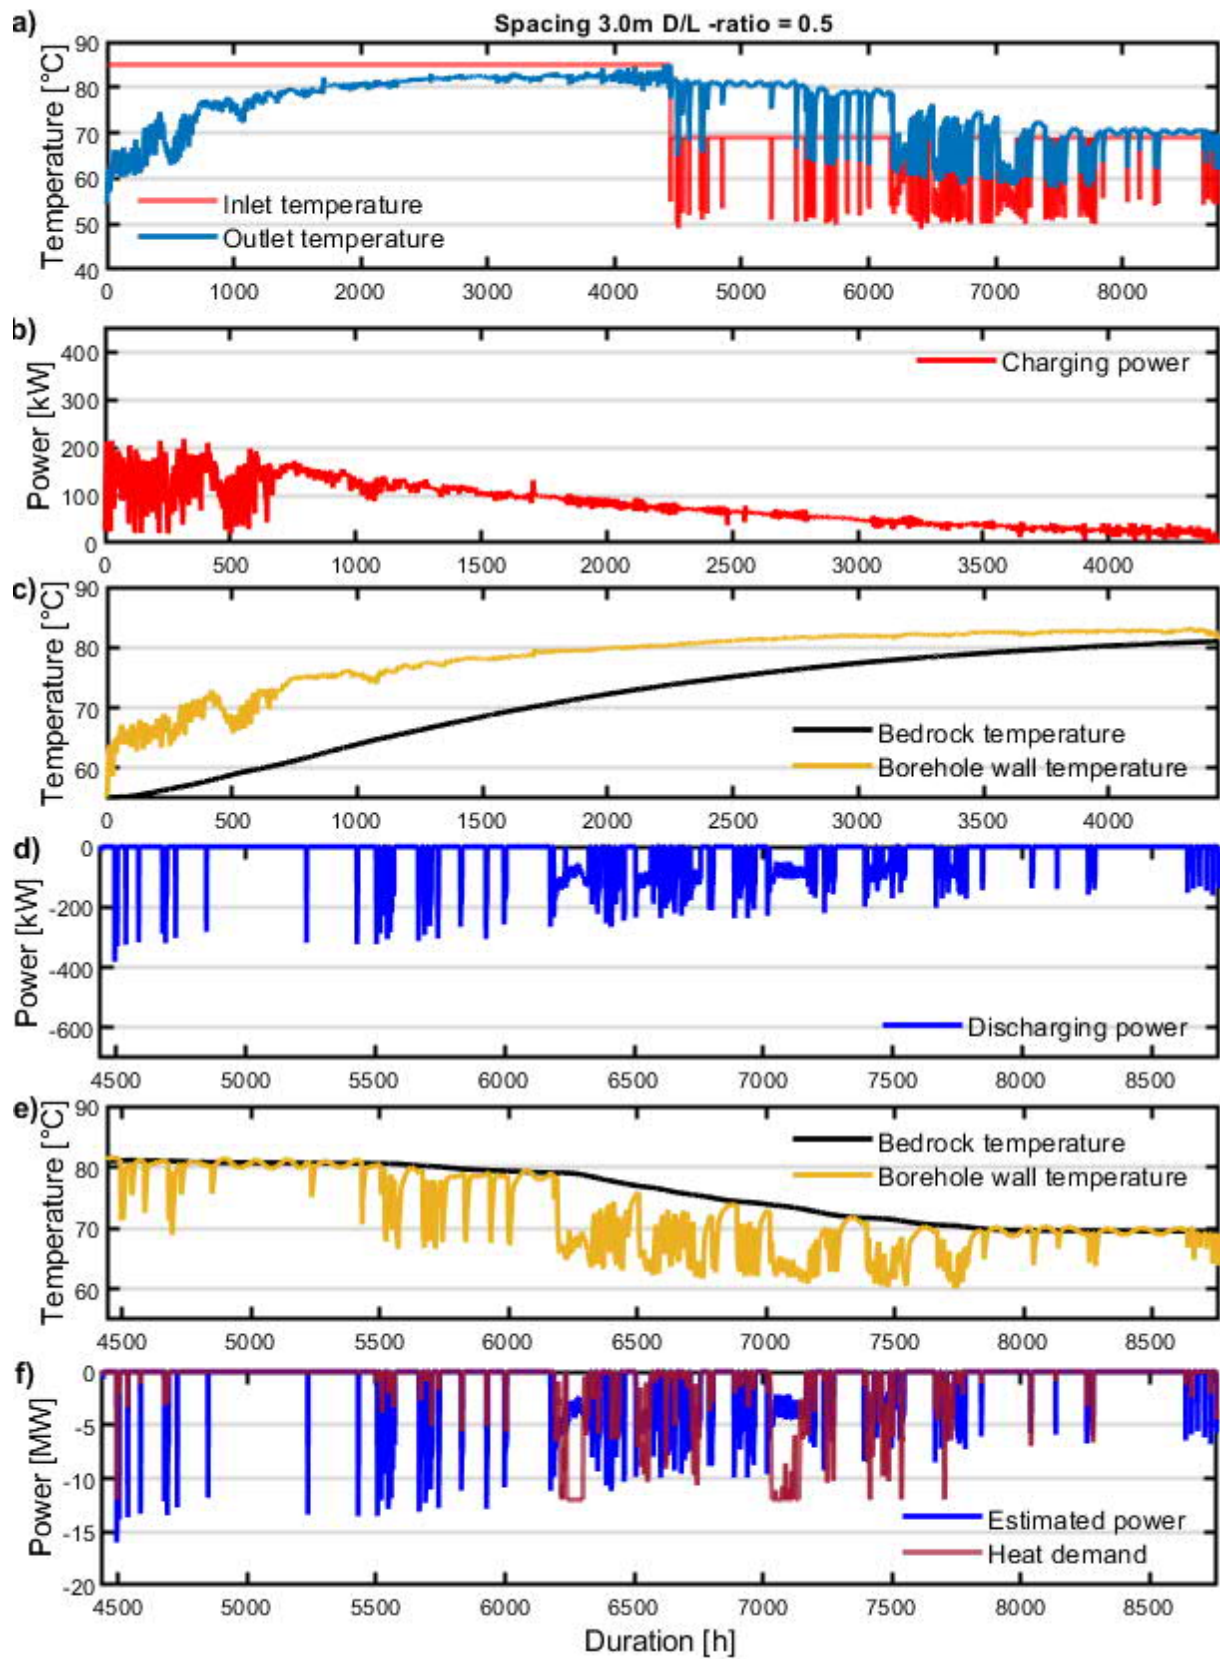 a)
Spacing 3.0m D/L -ratio = 0.5
Temperature [°C]
90
80
70
60
50
40
Inlet temperature
Outlet temperature
0 1000 2000 3000 4000 5000 6000 7000 8000
b)
Power [kW]
400
300
200
100
0
Charging power
0 500 1000 1500 2000 2500 3000 3500 4000
c)
Temperature [°C]
90
80
70
60
Bedrock temperature
Borehole wall temperature
0 500 1000 1500 2000 2500 3000 3500 4000
d)
Power [kW]
0
-200
-400
-600
Discharging power
4500 5000 5500 6000 6500 7000 7500 8000 8500
e)
Temperature [°C]
90
80
70
60
Bedrock temperature
Borehole wall temperature
4500 5000 5500 6000 6500 7000 7500 8000 8500
f)
Power [MW]
0
-5
-10
-15
-20
Estimated power
Heat demand
4500 5000 5500 6000 6500 7000 7500 8000 8500
Duration [h]